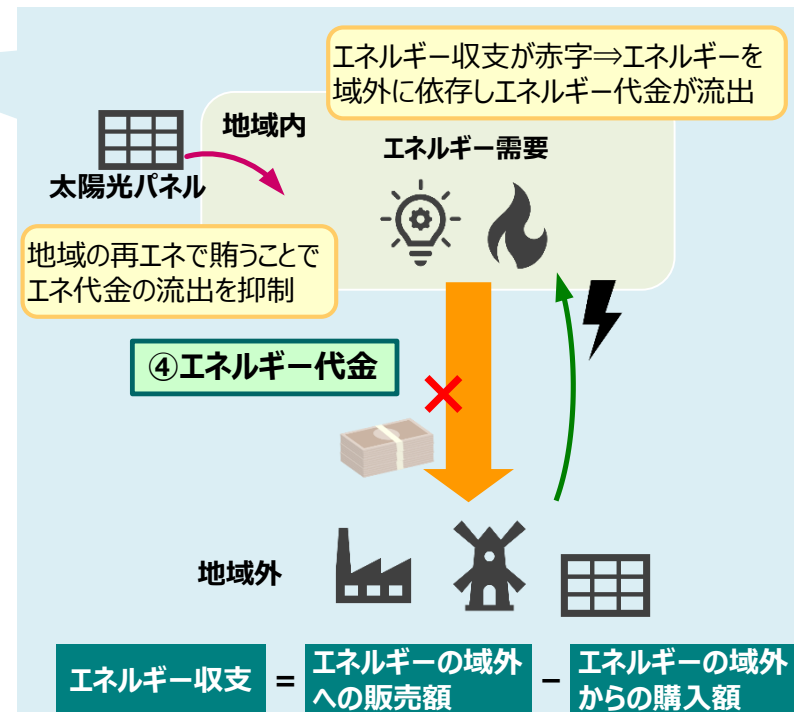 エネルギー収支が赤字⇒エネルギーを
域外に依存しエネルギー代金が流出
地域内
エネルギー需要
太陽光パネル
地域の再エネで賄うことで
エネ代金の流出を抑制
④エネルギー代金
地域外
エネルギー収支 = エネルギーの域外への販売額 − エネルギーの域外からの購入額